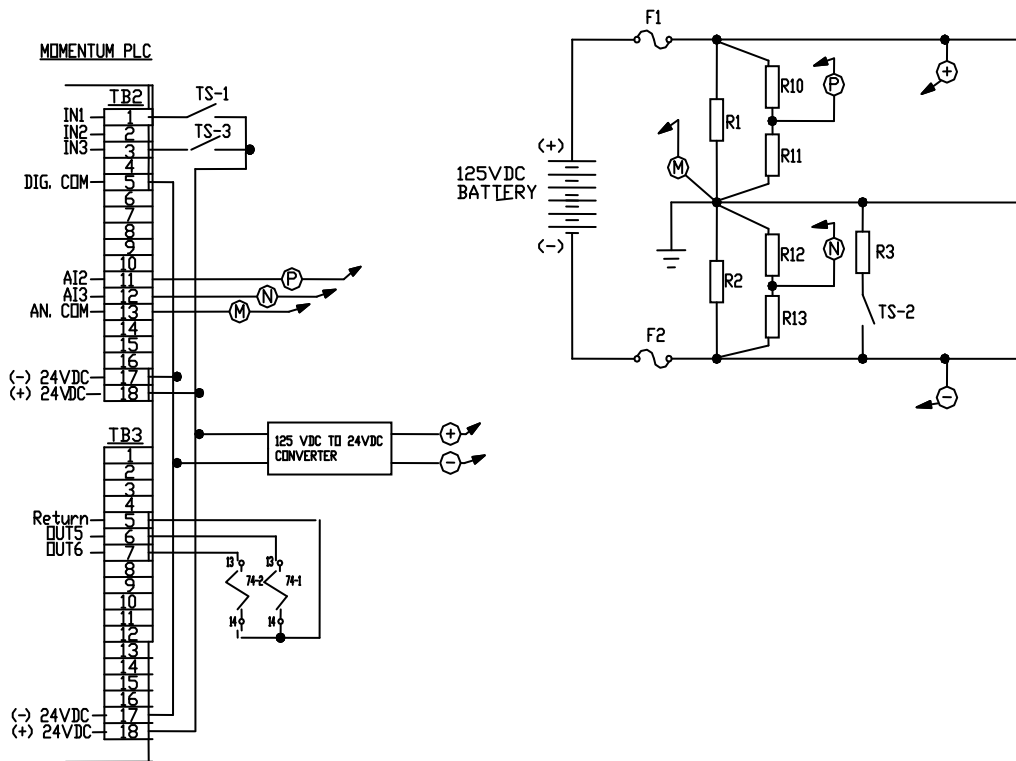 MOMENTUM PLC
TB2
IN1 1 TS-1
IN2 2
IN3 3 TS-3
4
DIG. COM 5
6
7
8
9
10
AI2 11 P
AI3 12 N
AN. COM 13 M
14
15
16
(-) 24VDC 17
(+) 24VDC 18
TB3
1
2
3
4
Return 5
OUT5 6
OUT6 7
8
9
10
11
12
13
14
15
16
(-) 24VDC 17
(+) 24VDC 18
125 VDC TO 24VDC
CONVERTER
+
-
13 13
74-2 74-1
14 14
F1
+
R10 P
R1
M R11
(+)
125VDC
BATTERY
(-)
R12 N R3
R2
R13 TS-2
F2
-